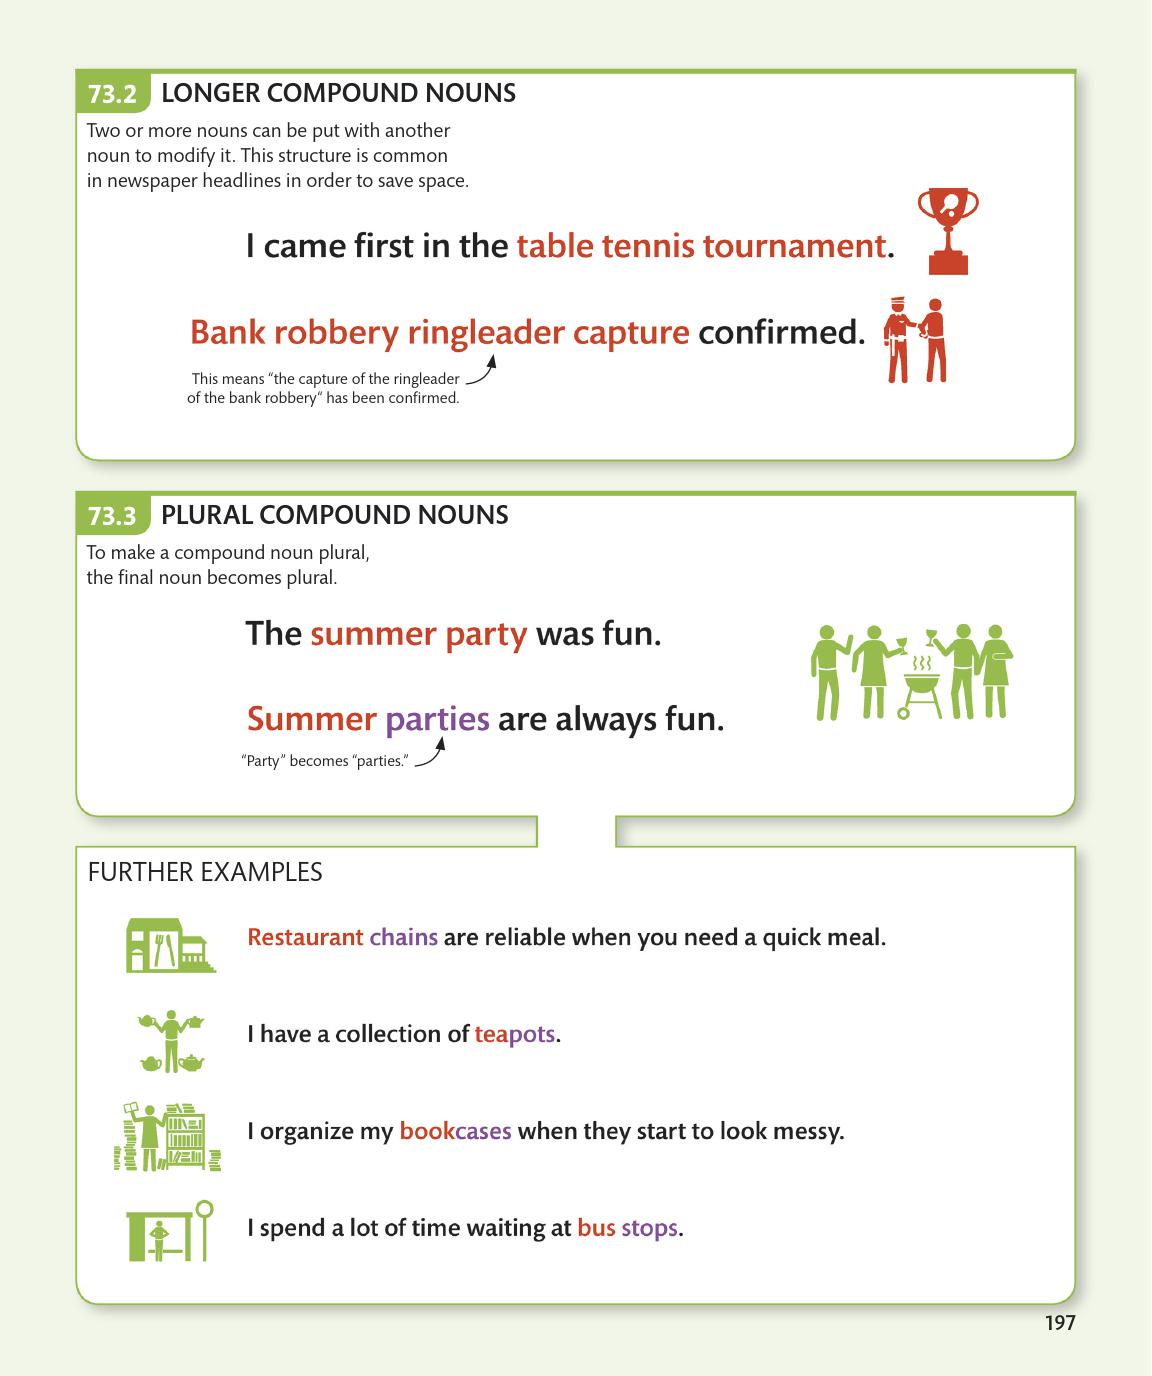 73.2 LONGER COMPOUND NOUNS
Two or more nouns can be put with another
noun to modify it. This structure is common
in newspaper headlines in order to save space.
I came first in the table tennis tournament.
Bank robbery ringleader capture confirmed.
This means “the capture of the ringleader
of the bank robbery“ has been confirmed.
73.3 PLURAL COMPOUND NOUNS
To make a compound noun plural,
the final noun becomes plural.
The summer party was fun.
Summer parties are always fun.
“Party” becomes “parties.”
FURTHER EXAMPLES
Restaurant chains are reliable when you need a quick meal.
I have a collection of teapots.
I organize my bookcases when they start to look messy.
I spend a lot of time waiting at bus stops.
197